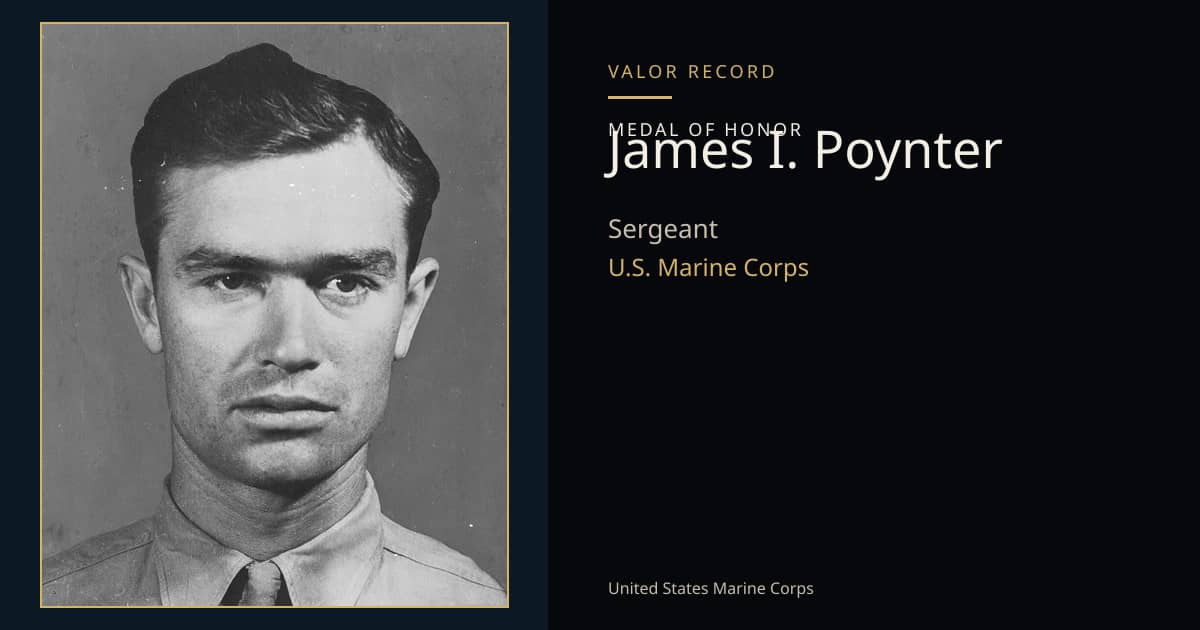 VALOR RECORD
MEDAL OF HONOR
James I. Poynter
Sergeant
U.S. Marine Corps
United States Marine Corps